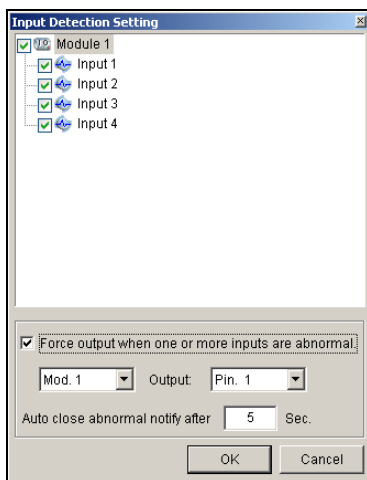 Input Detection Setting
Module 1
Input 1
Input 2
Input 3
Input 4
Force output when one or more inputs are abnormal.
Mod. 1 Output: Pin. 1
Auto close abnormal notify after 5 Sec.
OK Cancel